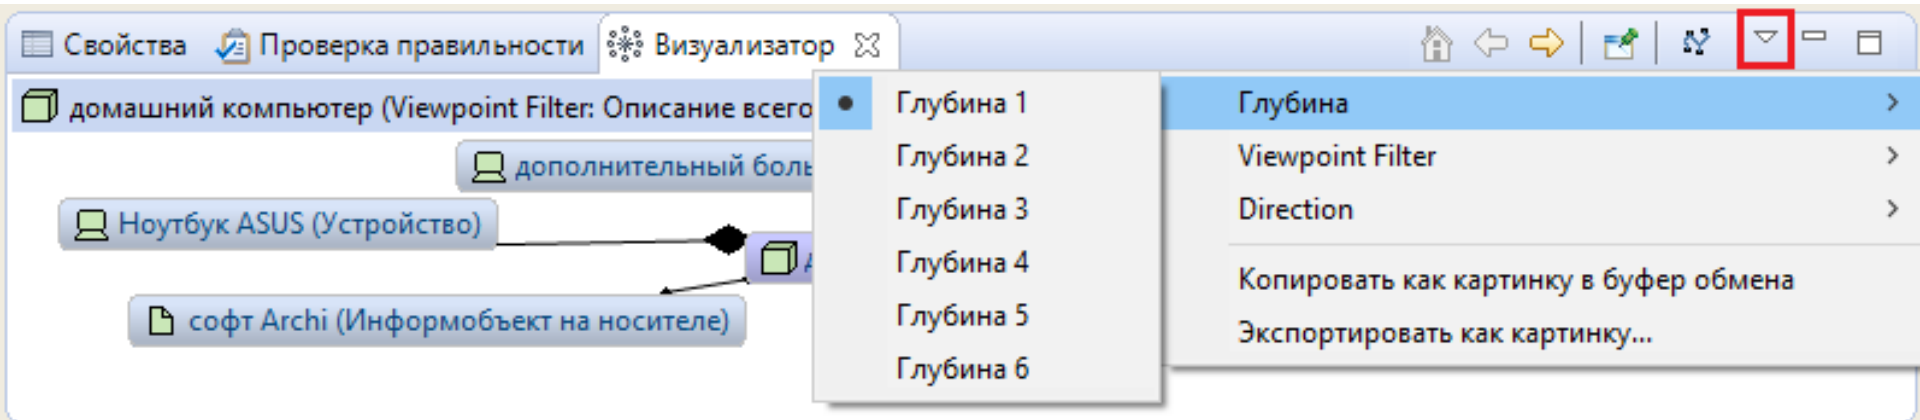 Свойства Проверка правильности Визуализатор
домашний компьютер (Viewpoint Filter: Описание всего
дополнительный
Ноутбук ASUS (Устройство)
софт Archi (Информобъект на носителе)
Глубина 1
Глубина 2
Глубина 3
Глубина 4
Глубина 5
Глубина 6
Глубина
Viewpoint Filter
Direction
Копировать как картинку в буфер обмена
Экспортировать как картинку...